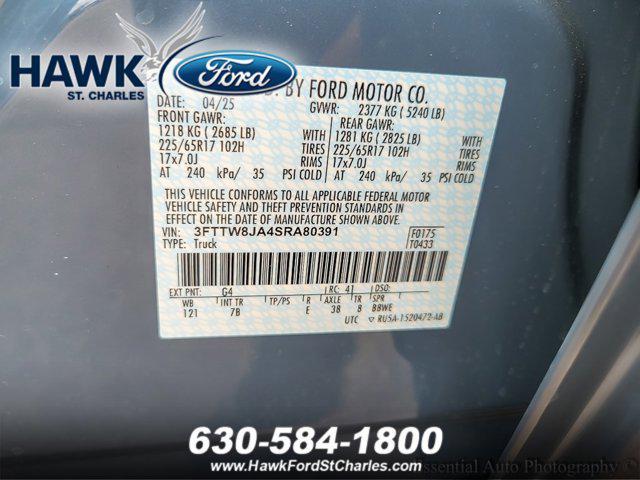 HAWK
ST. CHARLES
Ford
BY FORD MOTOR CO.
DATE: 04/25
GVWR: 2377 KG (5240 LB)
FRONT GAWR:
REAR GAWR:
1218 KG (2685 LB) WITH
1281 KG (2825 LB) WITH
225/65R17 102H TIRES
225/65R17 102H TIRES
17x7.0J RIMS
17x7.0J RIMS
AT 240 kPa/ 35 PSI COLD
AT 240 kPa/ 35 PSI COLD
THIS VEHICLE CONFORMS TO ALL APPLICABLE FEDERAL MOTOR
VEHICLE SAFETY AND THEFT PREVENTION STANDARDS IN
EFFECT ON THE DATE OF MANUFACTURE SHOWN ABOVE.
VIN: 3FTTW8JA4SRA80391
TYPE: Truck
F0175
T0433
EXT PNT: G4 RC: 41 DSO:
WB INT TR TP/PS R AXLE TR SPR
121 7B E 38 8 BBWE
UTC ▽ RU5A-1520472-AB
630-584-1800
www.HawkFordStCharles.com
Essential Auto Photography ©